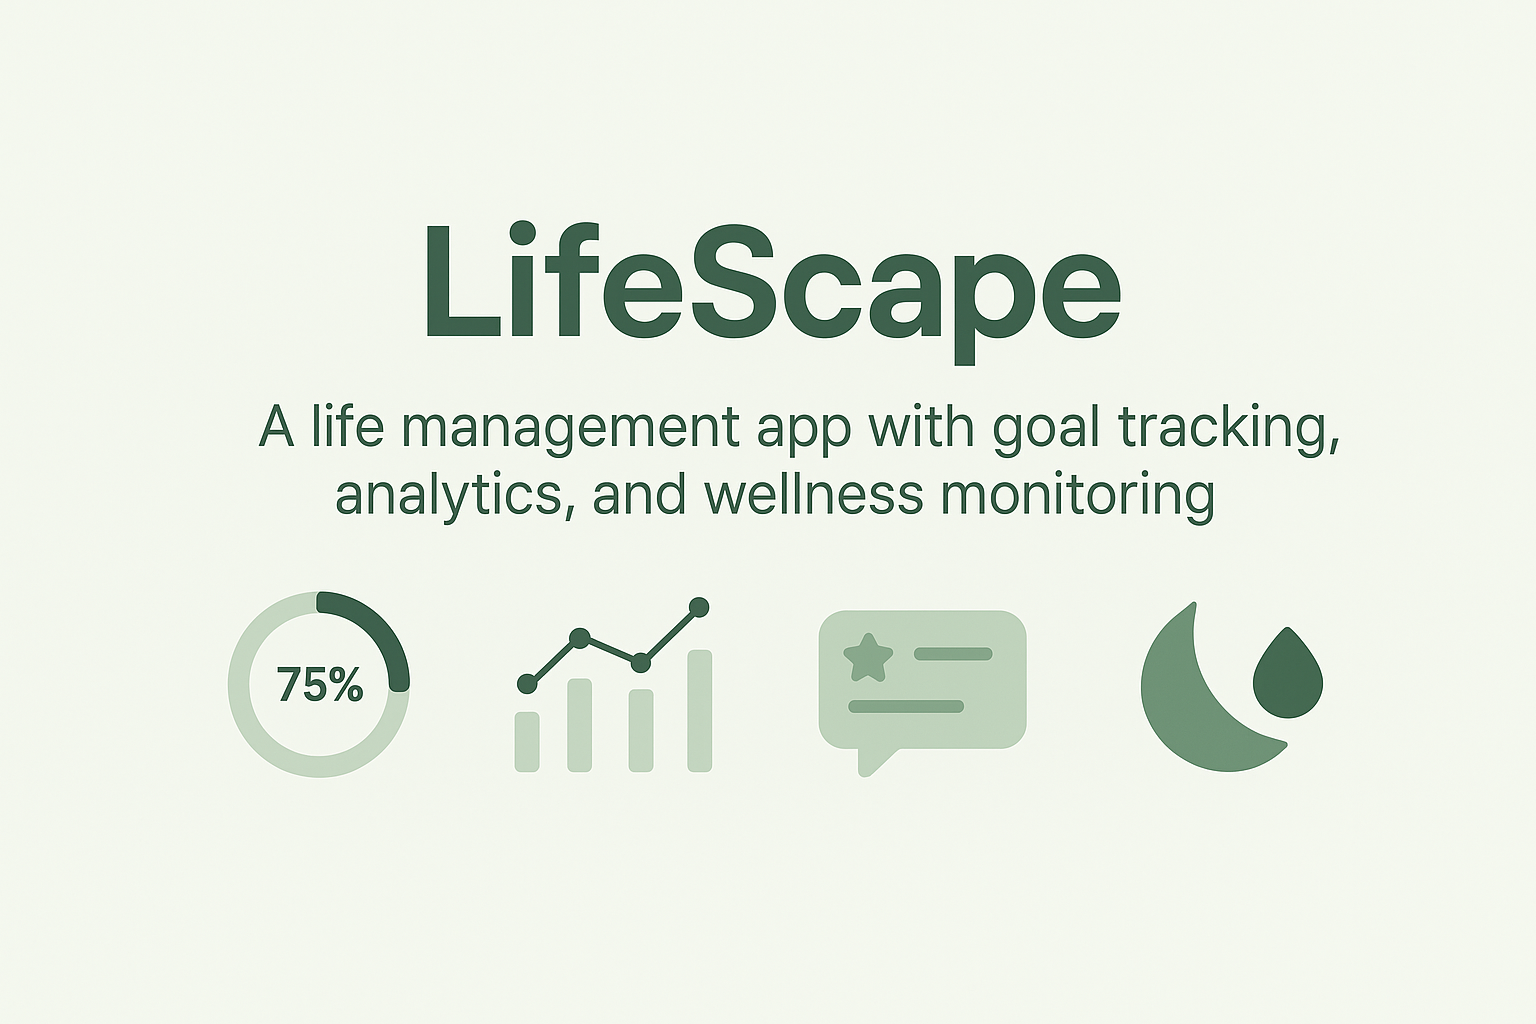 LifeScape
A life management app with goal tracking,
analytics, and wellness monitoring
75%